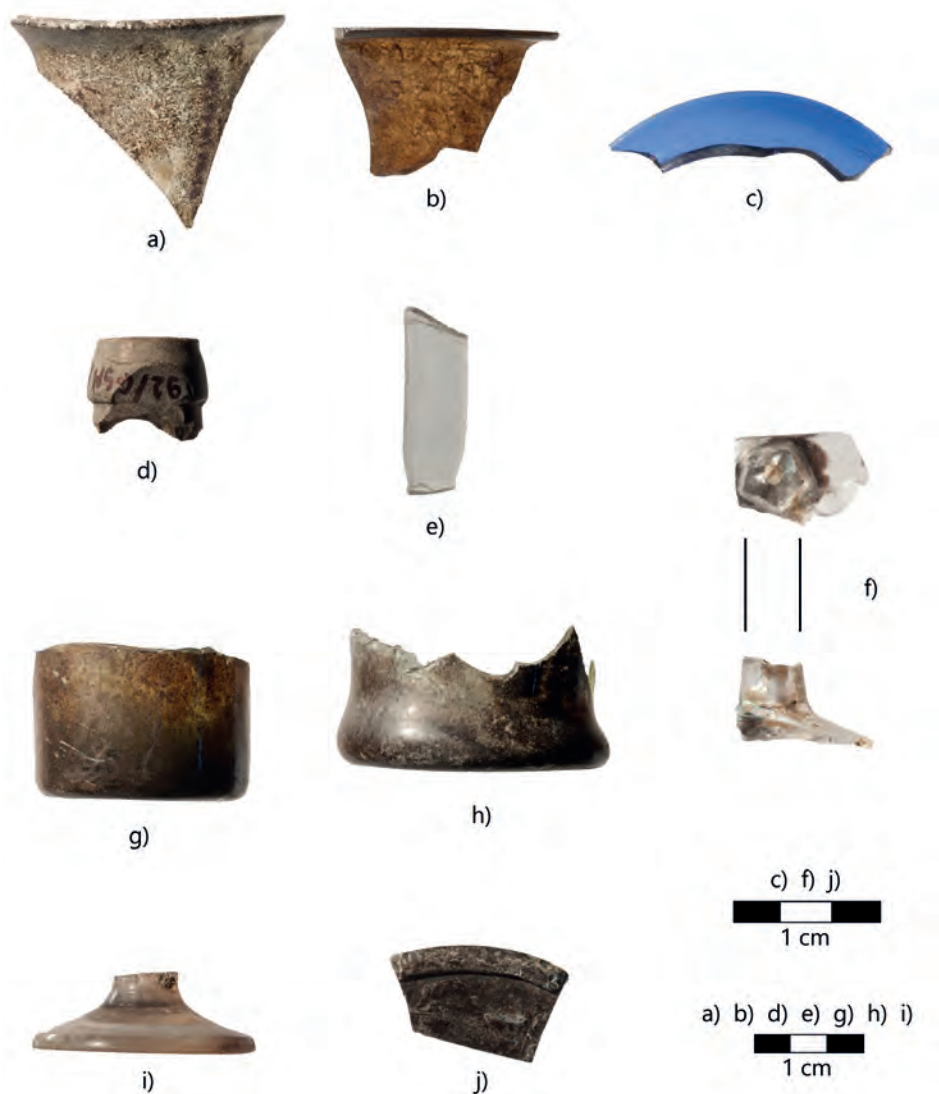 a)
b)
c)
d)
e)
f)
g)
h)
i)
j)
c) f) j)
1 cm
a) b) d) e) g) h) i)
1 cm